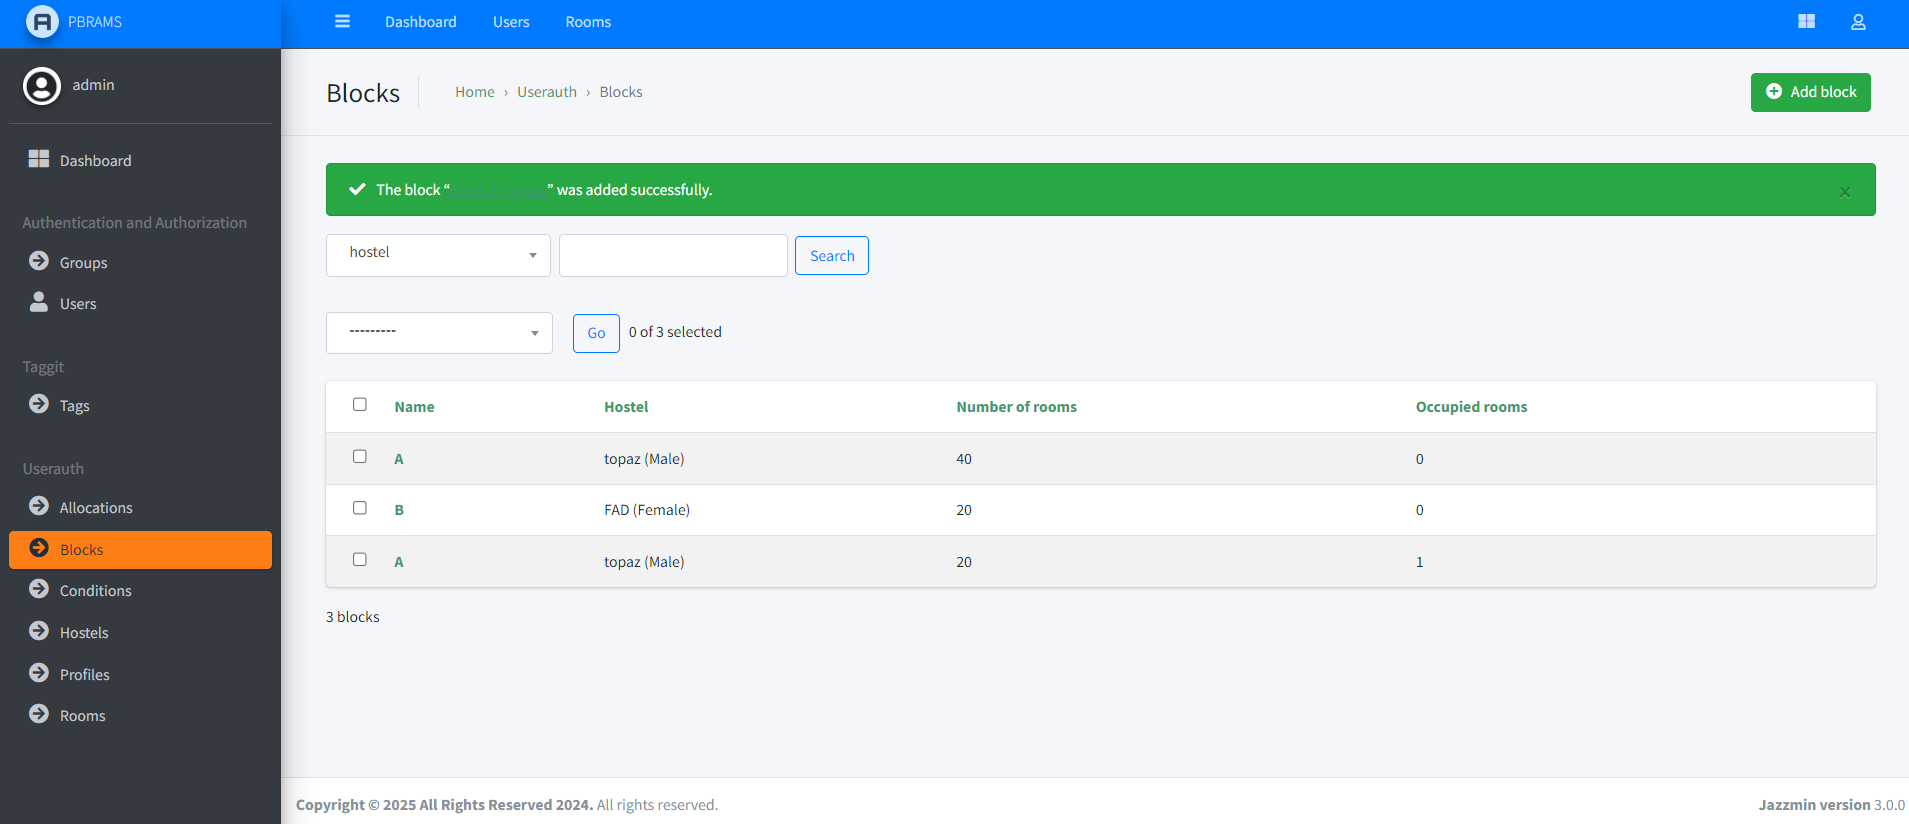 PBRAMS
Dashboard Users Rooms
admin
Dashboard
Authentication and Authorization
Groups
Users
Taggit
Tags
Userauth
Allocations
Blocks
Conditions
Hostels
Profiles
Rooms
Blocks
Home › Userauth › Blocks
Add block
The block “ ” was added successfully.
×
hostel
Search
---------
Go
0 of 3 selected
Name Hostel Number of rooms Occupied rooms
A topaz (Male) 40 0
B FAD (Female) 20 0
A topaz (Male) 20 1
3 blocks
Copyright © 2025 All Rights Reserved 2024. All rights reserved.
Jazzmin version 3.0.0